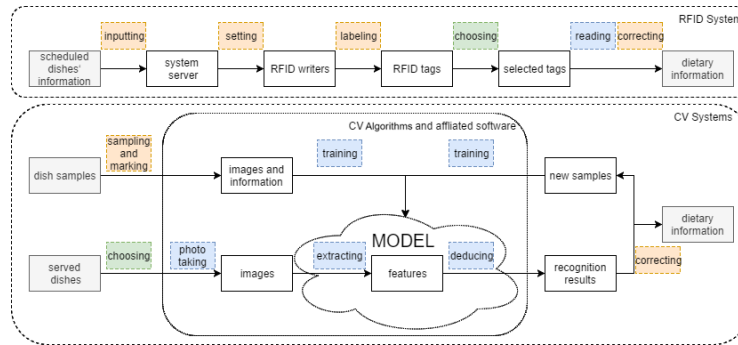 RFID System
inputting
setting
labeling
choosing
reading
correcting
scheduled
dishes'
information
system
server
RFID writers
RFID tags
selected tags
dietary
information
CV Systems
CV Algorithms and affliated software
sampling
and
marking
training
training
dish samples
images and
information
new samples
MODEL
dietary
information
choosing
photo
taking
extracting
deducing
correcting
served
dishes
images
features
recognition
results